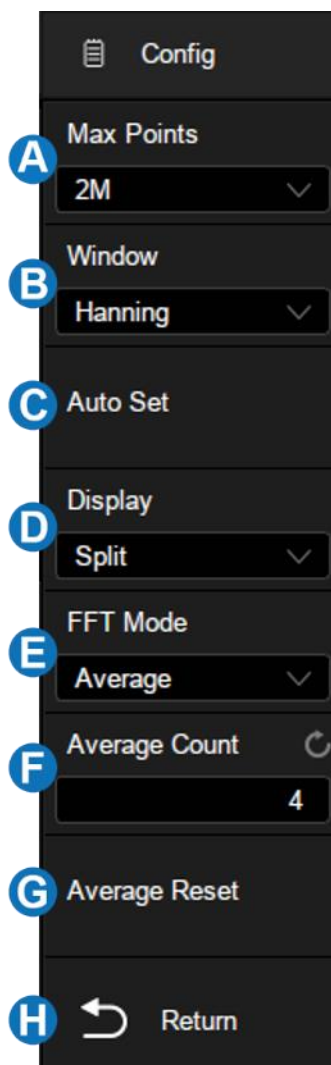 Config
Max Points
A
2M
Window
B
Hanning
C Auto Set
Display
D
Split
FFT Mode
E
Average
Average Count
F
4
G Average Reset
H Return